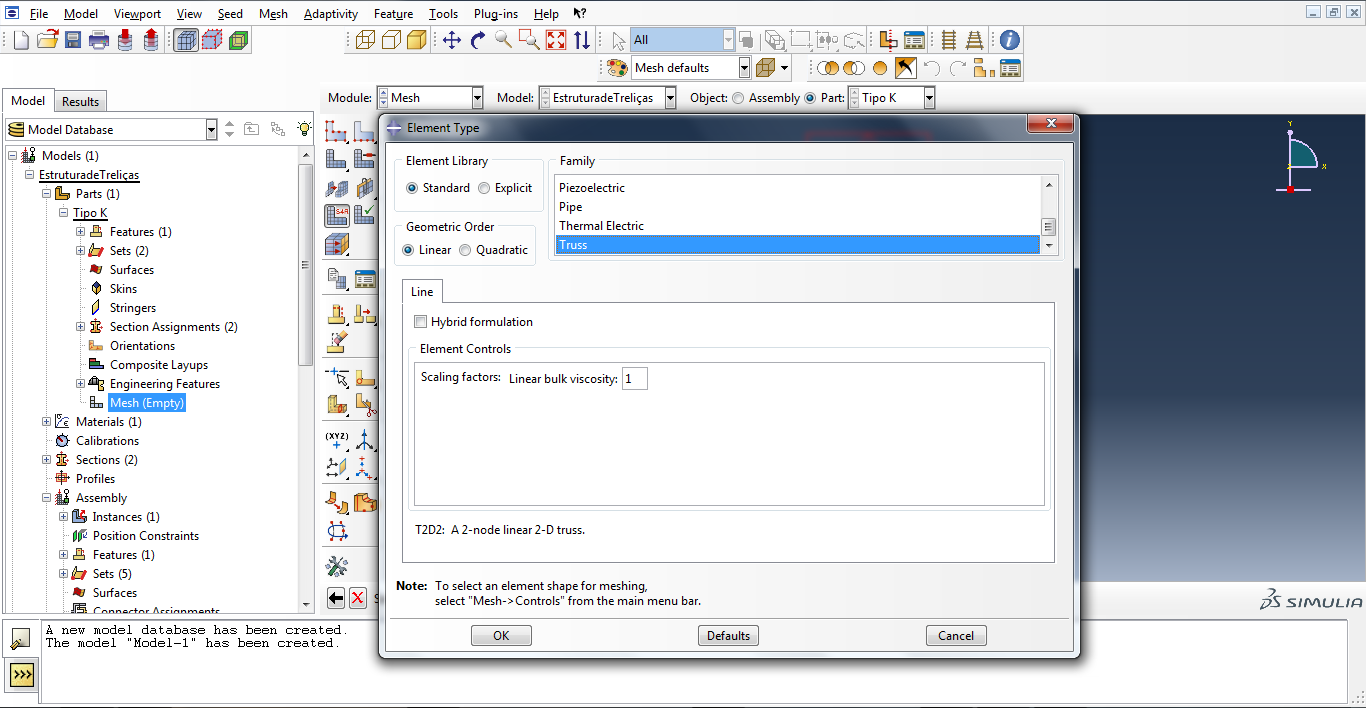 File Model Viewport View Seed Mesh Adaptivity Feature Tools Plug-ins Help
All
Mesh defaults
Model Results
Module: Mesh Model: EstruturadeTreliças Object: Assembly Part: Tipo K
Model Database
Models (1)
EstruturadeTreliças
Parts (1)
Tipo K
Features (1)
Sets (2)
Surfaces
Skins
Stringers
Section Assignments (2)
Orientations
Composite Layups
Engineering Features
Mesh (Empty)
Materials (1)
Calibrations
Sections (2)
Profiles
Assembly
Instances (1)
Position Constraints
Features (1)
Sets (5)
Surfaces
Connector Assignments
S4R
(XYZ)
Element Type
Element Library
Standard Explicit
Geometric Order
Linear Quadratic
Family
Piezoelectric
Pipe
Thermal Electric
Truss
Line
Hybrid formulation
Element Controls
Scaling factors: Linear bulk viscosity: 1
T2D2: A 2-node linear 2-D truss.
Note: To select an element shape for meshing,
select "Mesh->Controls" from the main menu bar.
OK Defaults Cancel
Y
X
SIMULIA
A new model database has been created.
The model "Model-1" has been created.
>>>